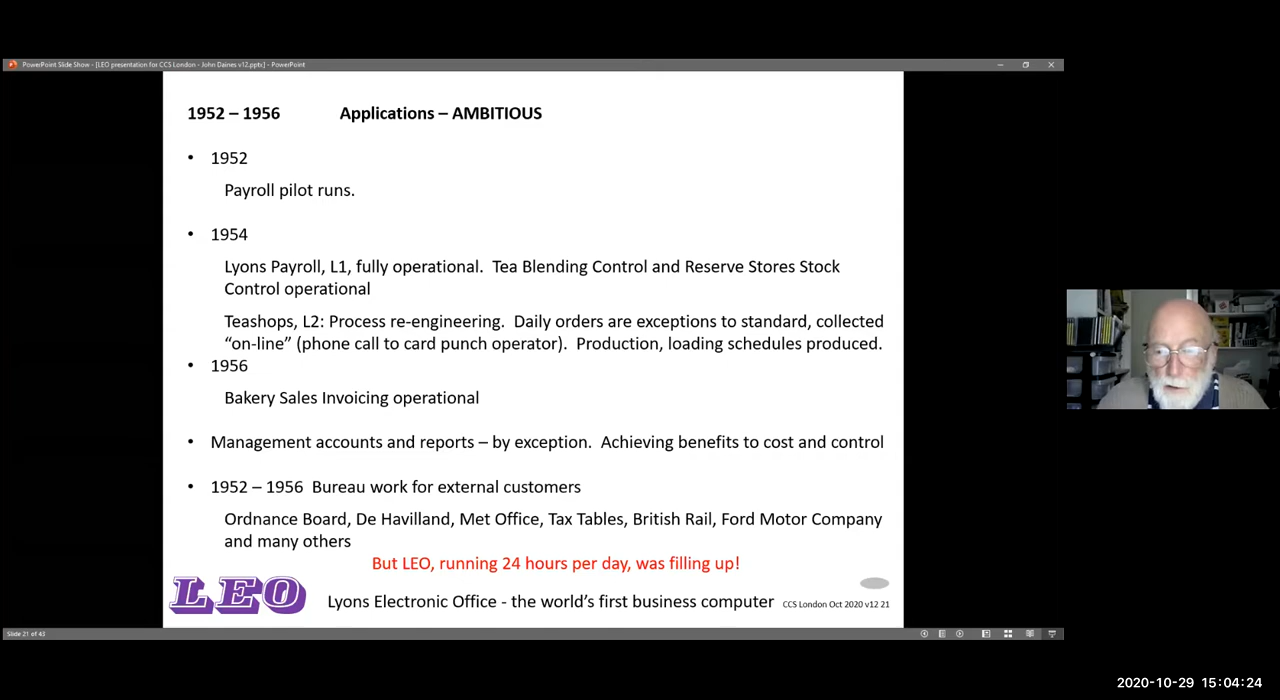 PowerPoint Slide Show - [LEO presentation for CCS London - John Daines v12.pptx] - PowerPoint
1952 – 1956 Applications – AMBITIOUS
• 1952
Payroll pilot runs.
• 1954
Lyons Payroll, L1, fully operational. Tea Blending Control and Reserve Stores Stock
Control operational
Teashops, L2: Process re-engineering. Daily orders are exceptions to standard, collected
“on-line” (phone call to card punch operator). Production, loading schedules produced.
• 1956
Bakery Sales Invoicing operational
• Management accounts and reports – by exception. Achieving benefits to cost and control
• 1952 – 1956 Bureau work for external customers
Ordnance Board, De Havilland, Met Office, Tax Tables, British Rail, Ford Motor Company
and many others
But LEO, running 24 hours per day, was filling up!
LEO
Lyons Electronic Office - the world’s first business computer
CCS London Oct 2020 v12 21
Slide 21 of 43
2020-10-29 15:04:24